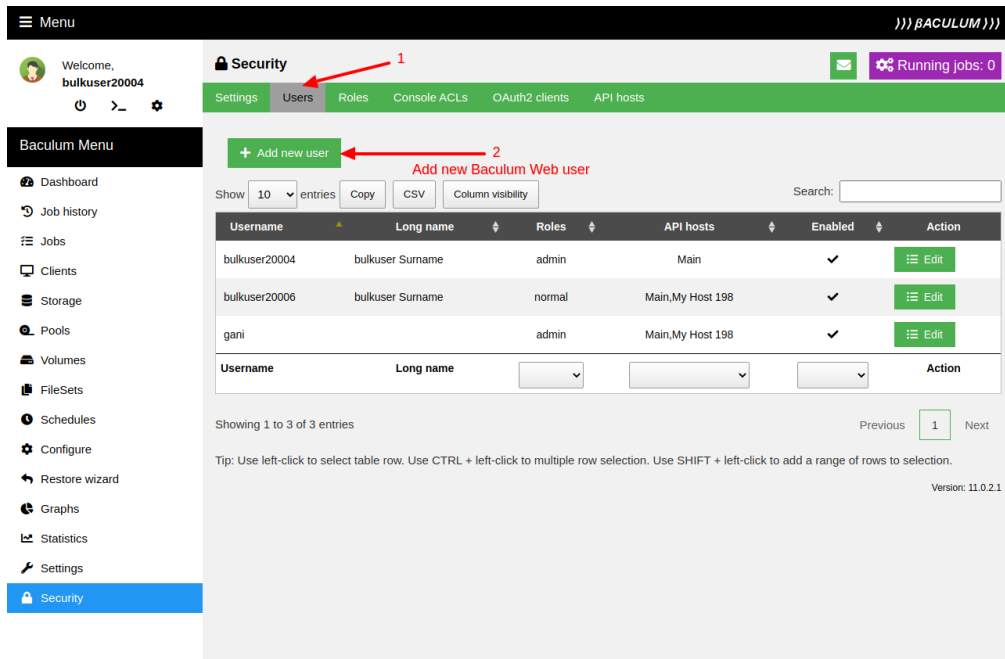 Menu
⟩⟩⟩ βACULUM ⟩⟩⟩
Welcome,
bulkuser20004
Baculum Menu
Dashboard
Job history
Jobs
Clients
Storage
Pools
Volumes
FileSets
Schedules
Configure
Restore wizard
Graphs
Statistics
Settings
Security
Security
1
Running jobs: 0
Settings Users Roles Console ACLs OAuth2 clients API hosts
+ Add new user
2
Add new Baculum Web user
Show 10 entries Copy CSV Column visibility Search:
Username Long name Roles API hosts Enabled Action
bulkuser20004 bulkuser Surname admin Main ✓ Edit
bulkuser20006 bulkuser Surname normal Main,My Host 198 ✓ Edit
gani admin Main,My Host 198 ✓ Edit
Username Long name Action
Showing 1 to 3 of 3 entries Previous 1 Next
Tip: Use left-click to select table row. Use CTRL + left-click to multiple row selection. Use SHIFT + left-click to add a range of rows to selection.
Version: 11.0.2.1